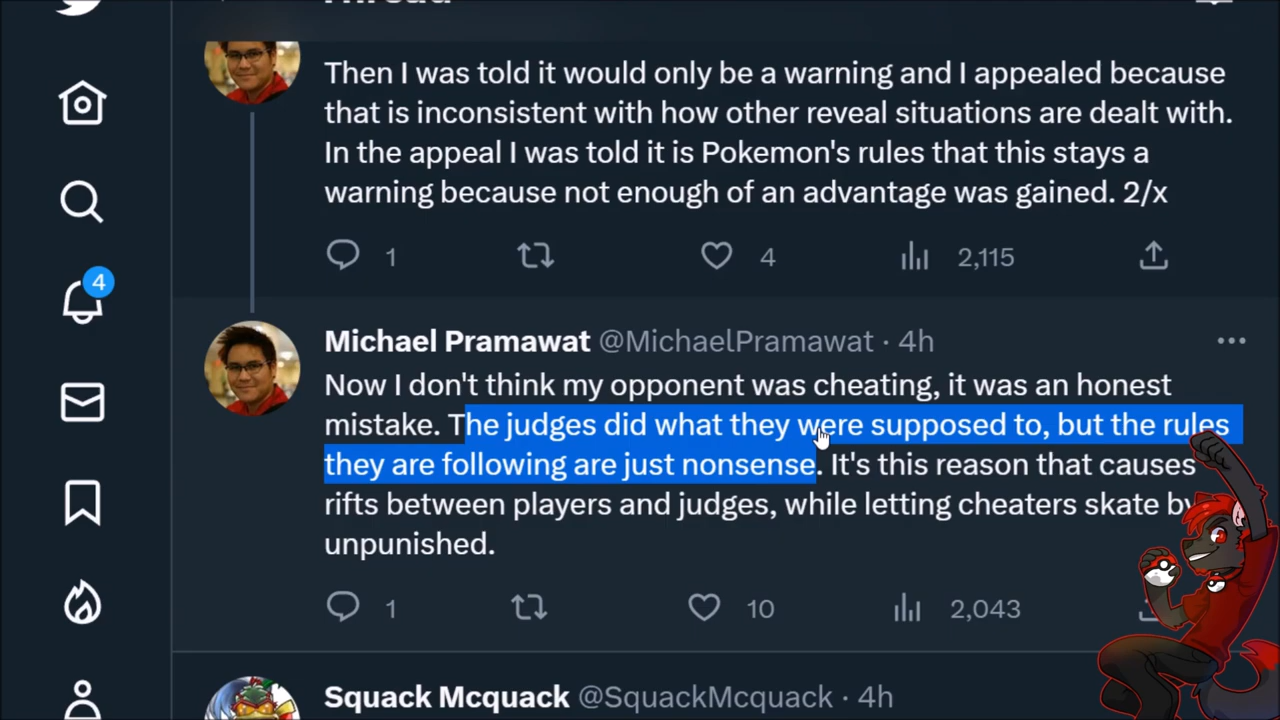 Thread
Then I was told it would only be a warning and I appealed because
that is inconsistent with how other reveal situations are dealt with.
In the appeal I was told it is Pokemon's rules that this stays a
warning because not enough of an advantage was gained. 2/x
1 4 2,115
4
Michael Pramawat @MichaelPramawat · 4h
Now I don't think my opponent was cheating, it was an honest
mistake. The judges did what they were supposed to, but the rules
they are following are just nonsense. It's this reason that causes
rifts between players and judges, while letting cheaters skate by
unpunished.
1 10 2,043
Squack Mcquack @SquackMcquack · 4h